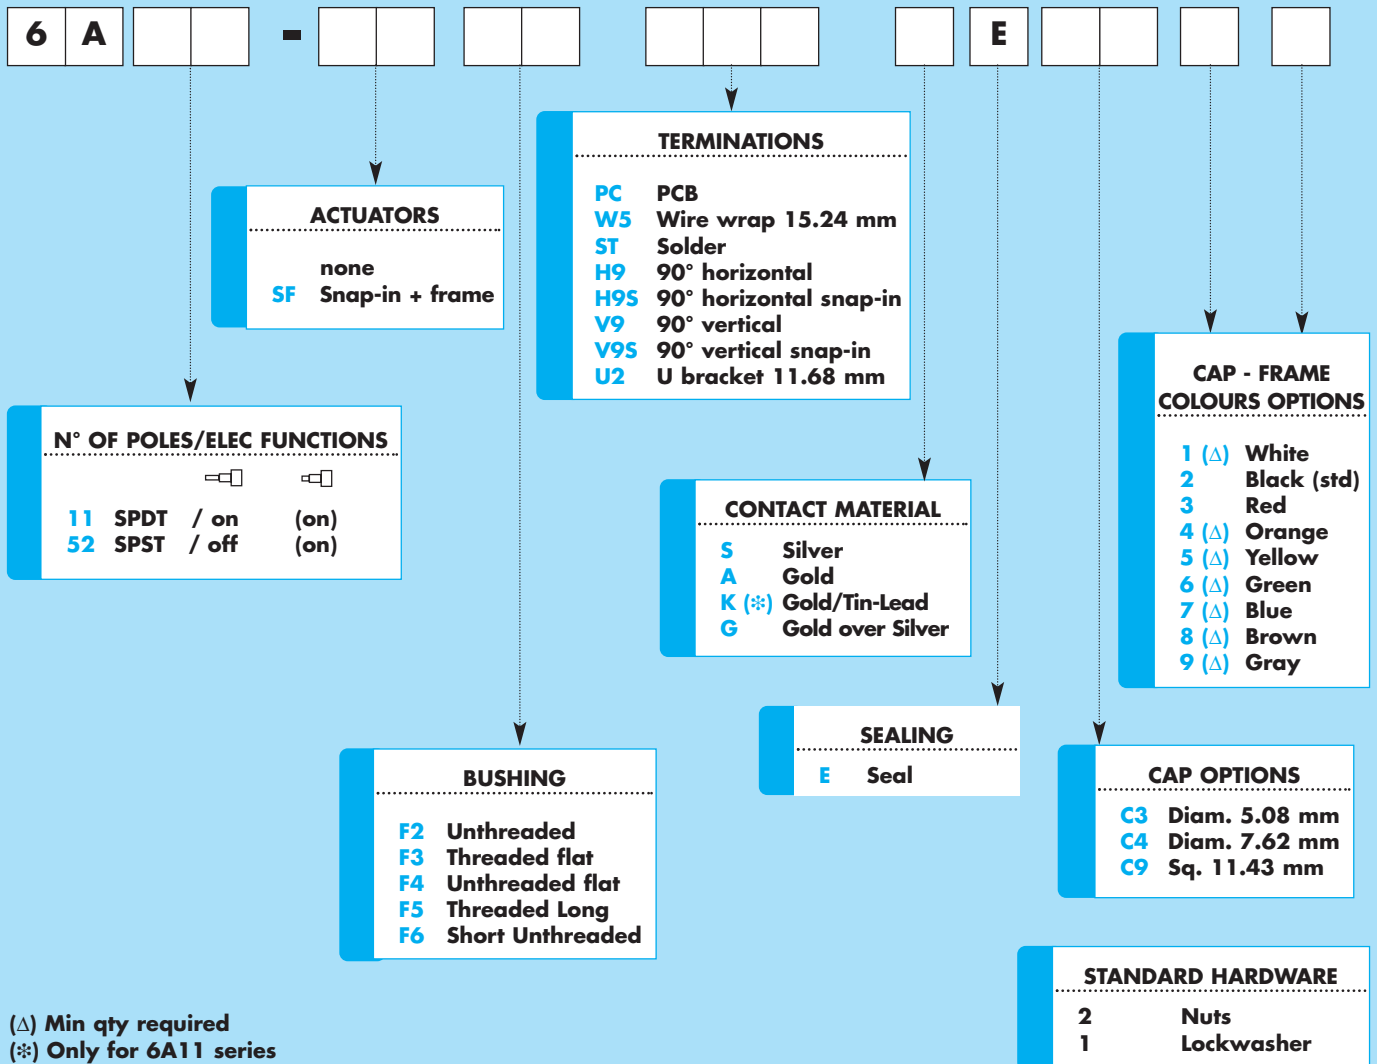 6 A - E
TERMINATIONS
PC PCB
W5 Wire wrap 15.24 mm
ST Solder
H9 90° horizontal
H9S 90° horizontal snap-in
V9 90° vertical
V9S 90° vertical snap-in
U2 U bracket 11.68 mm
ACTUATORS
none
SF Snap-in + frame
CAP - FRAME
COLOURS OPTIONS
1 (Δ) White
2 Black (std)
3 Red
4 (Δ) Orange
5 (Δ) Yellow
6 (Δ) Green
7 (Δ) Blue
8 (Δ) Brown
9 (Δ) Gray
N° OF POLES/ELEC FUNCTIONS
11 SPDT / on (on)
52 SPST / off (on)
CONTACT MATERIAL
S Silver
A Gold
K (✻) Gold/Tin-Lead
G Gold over Silver
SEALING
E Seal
BUSHING
F2 Unthreaded
F3 Threaded flat
F4 Unthreaded flat
F5 Threaded Long
F6 Short Unthreaded
CAP OPTIONS
C3 Diam. 5.08 mm
C4 Diam. 7.62 mm
C9 Sq. 11.43 mm
STANDARD HARDWARE
2 Nuts
1 Lockwasher
(Δ) Min qty required
(✻) Only for 6A11 series